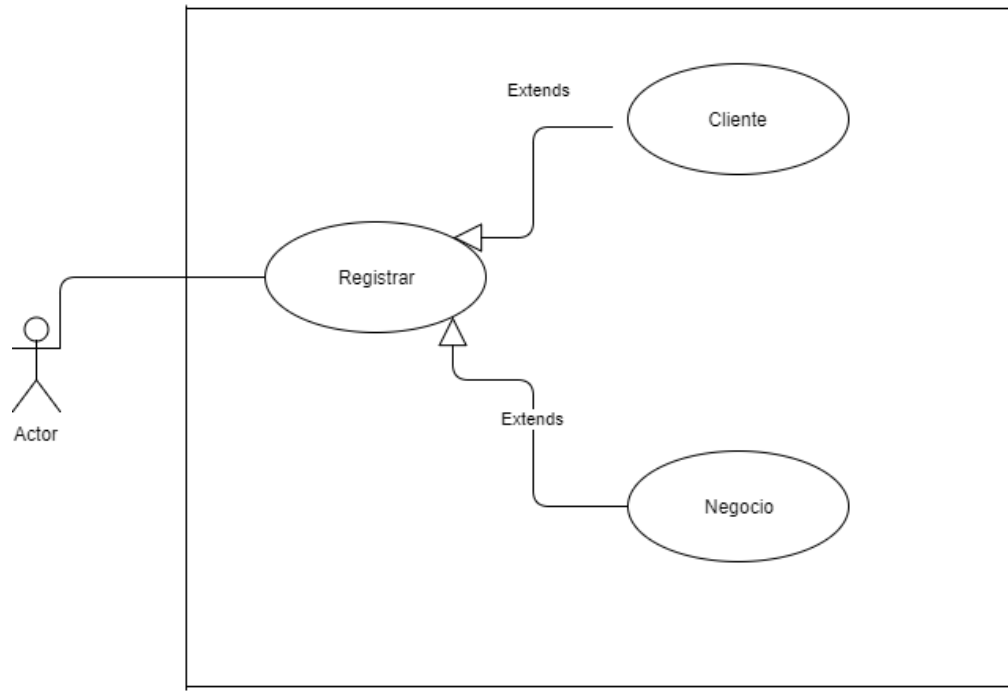 Extends
Cliente
Registrar
Actor
Extends
Negocio